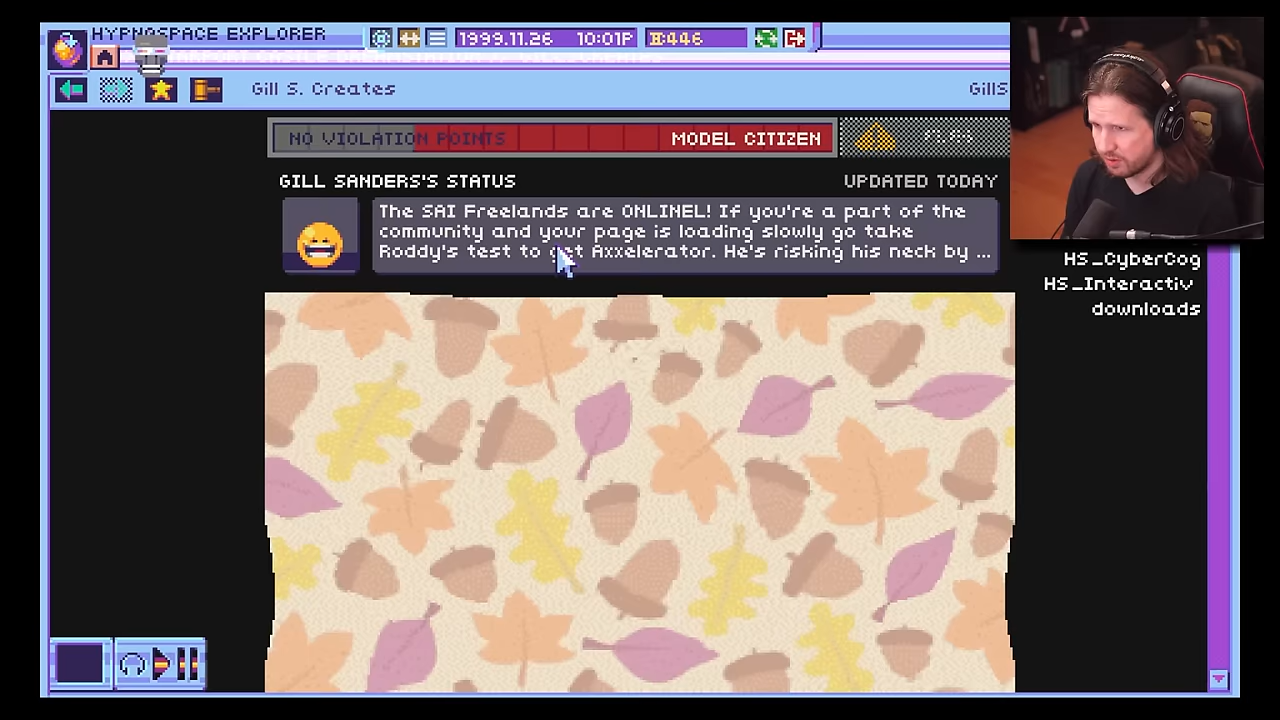 HYPNOSPACE EXPLORER
1999.11.26 10:01P
446
Gill S. Creates
GillS
NO VIOLATION POINTS
MODEL CITIZEN
GILL SANDERS'S STATUS
UPDATED TODAY
The SAI Freelands are ONLINEL! If you're a part of the
community and your page is loading slowly go take
Roddy's test to get Axxelerator. He's risking his neck by ...
HS_CyberCog
HS_Interactiv
downloads